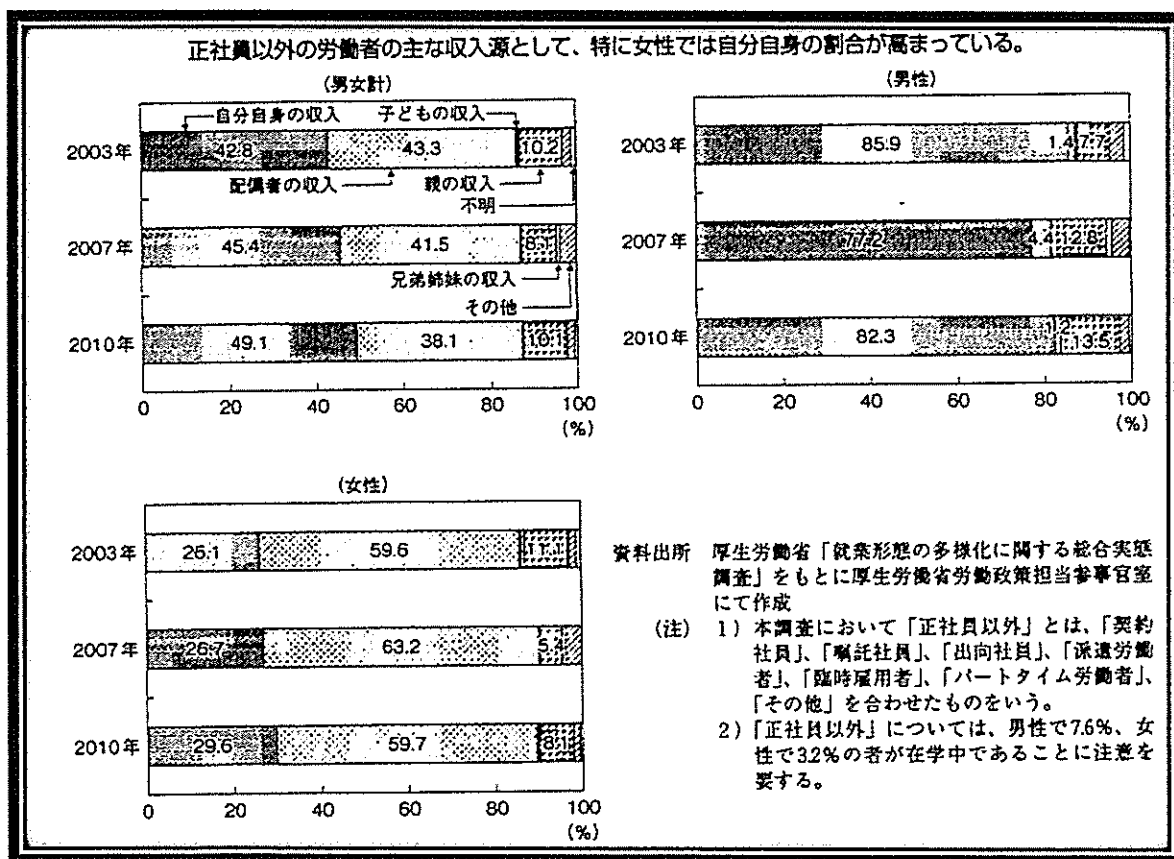 正社員以外の労働者の主な収入源として、特に女性では自分自身の割合が高まっている。
(男女計)
自分自身の収入 子どもの収入
2003年 42.8 43.3 10.2
配偶者の収入 親の収入
不明
2007年 45.4 41.5 8.1
兄弟姉妹の収入
その他
2010年 49.1 38.1 10.1
0 20 40 60 80 100
(%)
(男性)
2003年 85.9 1.4 7.7
2007年 77.2 4.4 12.8
2010年 82.3 1.2 13.5
0 20 40 60 80 100
(%)
(女性)
2003年 26.1 59.6 11.1
2007年 26.7 63.2 5.4
2010年 29.6 59.7 8.1
0 20 40 60 80 100
(%)
資料出所 厚生労働省「就業形態の多様化に関する総合実態
調査」をもとに厚生労働省労働政策担当参事官室
にて作成
(注) 1)本調査において「正社員以外」とは、「契約
社員」、「嘱託社員」、「出向社員」、「派遣労働
者」、「臨時雇用者」、「パートタイム労働者」、
「その他」を合わせたものをいう。
2)「正社員以外」については、男性で7.6%、女
性で3.2%の者が在学中であることに注意を
要する。